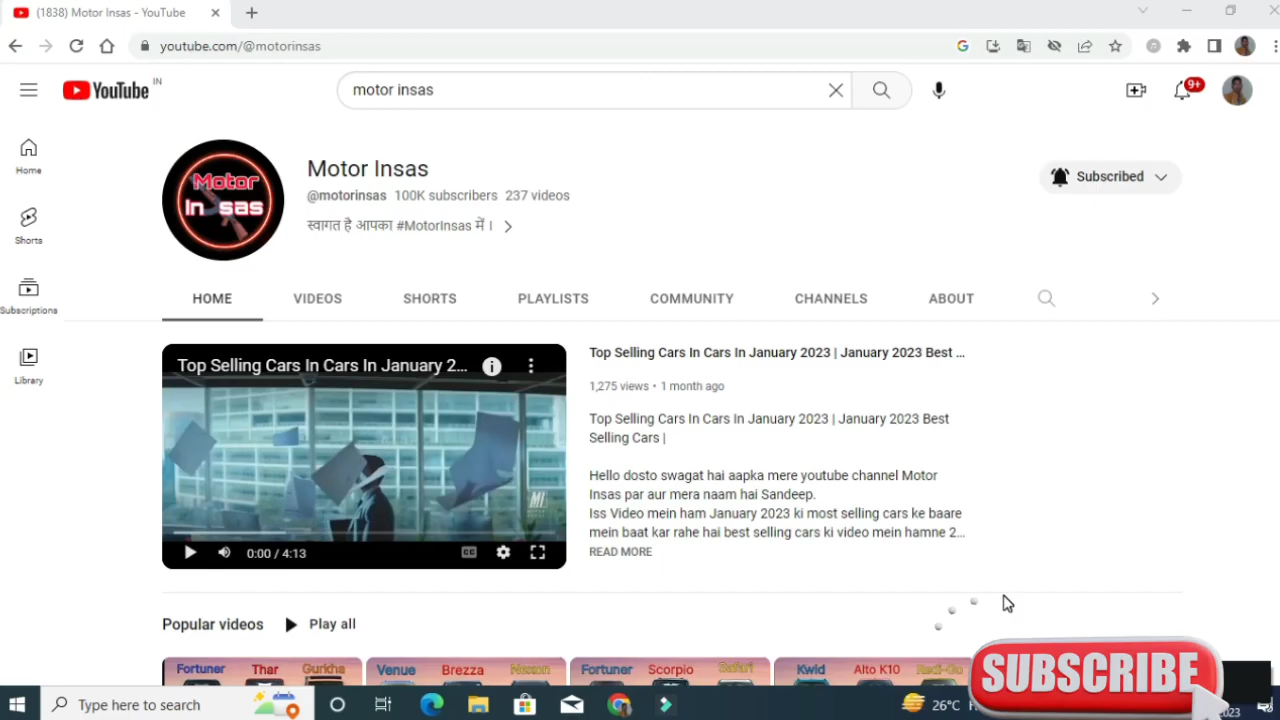 (1838) Motor Insas - YouTube
youtube.com/@motorinsas
YouTube IN
motor insas
9+
Home
Shorts
Subscriptions
Library
Motor
Insas
Motor Insas
@motorinsas 100K subscribers 237 videos
स्वागत है आपका #MotorInsas में ।
Subscribed
HOME VIDEOS SHORTS PLAYLISTS COMMUNITY CHANNELS ABOUT
Top Selling Cars In Cars In January 2...
MI
0:00 / 4:13
CC
Top Selling Cars In Cars In January 2023 | January 2023 Best ...
1,275 views • 1 month ago
Top Selling Cars In Cars In January 2023 | January 2023 Best
Selling Cars |
Hello dosto swagat hai aapka mere youtube channel Motor
Insas par aur mera naam hai Sandeep.
Iss Video mein ham January 2023 ki most selling cars ke baare
mein baat kar rahe hai best selling cars ki video mein hamne 2...
READ MORE
Popular videos Play all
Fortuner Thar Gurkha
Venue Brezza Nexon
Fortuner Scorpio Safari
Kwid Alto K10 Redi-Go
SUBSCRIBE
Type here to search
26°C
2023